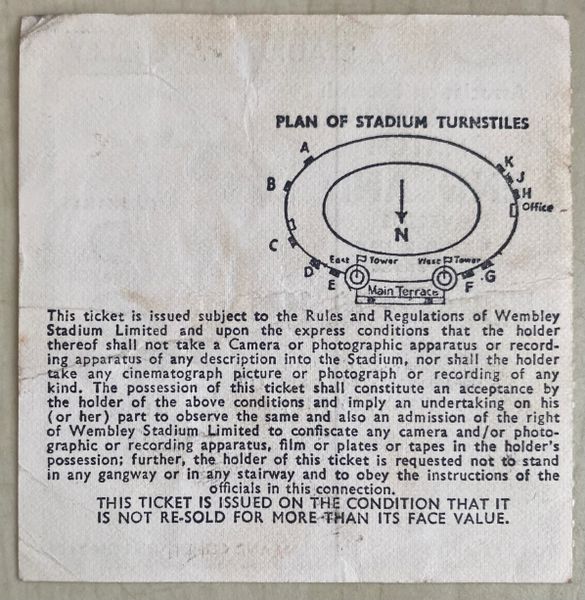 PLAN OF STADIUM TURNSTILES
A
B
C
D
E
K
J
H
Office
N
East Tower
West Tower
F
G
Main Terrace
This ticket is issued subject to the Rules and Regulations of Wembley
Stadium Limited and upon the express conditions that the holder
thereof shall not take a Camera or photographic apparatus or record-
ing apparatus of any description into the Stadium, nor shall the holder
take any cinematograph picture or photograph or recording of any
kind. The possession of this ticket shall constitute an acceptance by
the holder of the above conditions and imply an undertaking on his
(or her) part to observe the same and also an admission of the right
of Wembley Stadium Limited to confiscate any camera and/or photo-
graphic or recording apparatus, film or plates or tapes in the holder's
possession; further, the holder of this ticket is requested not to stand
in any gangway or in any stairway and to obey the instructions of the
officials in this connection.
THIS TICKET IS ISSUED ON THE CONDITION THAT IT
IS NOT RE-SOLD FOR MORE THAN ITS FACE VALUE.